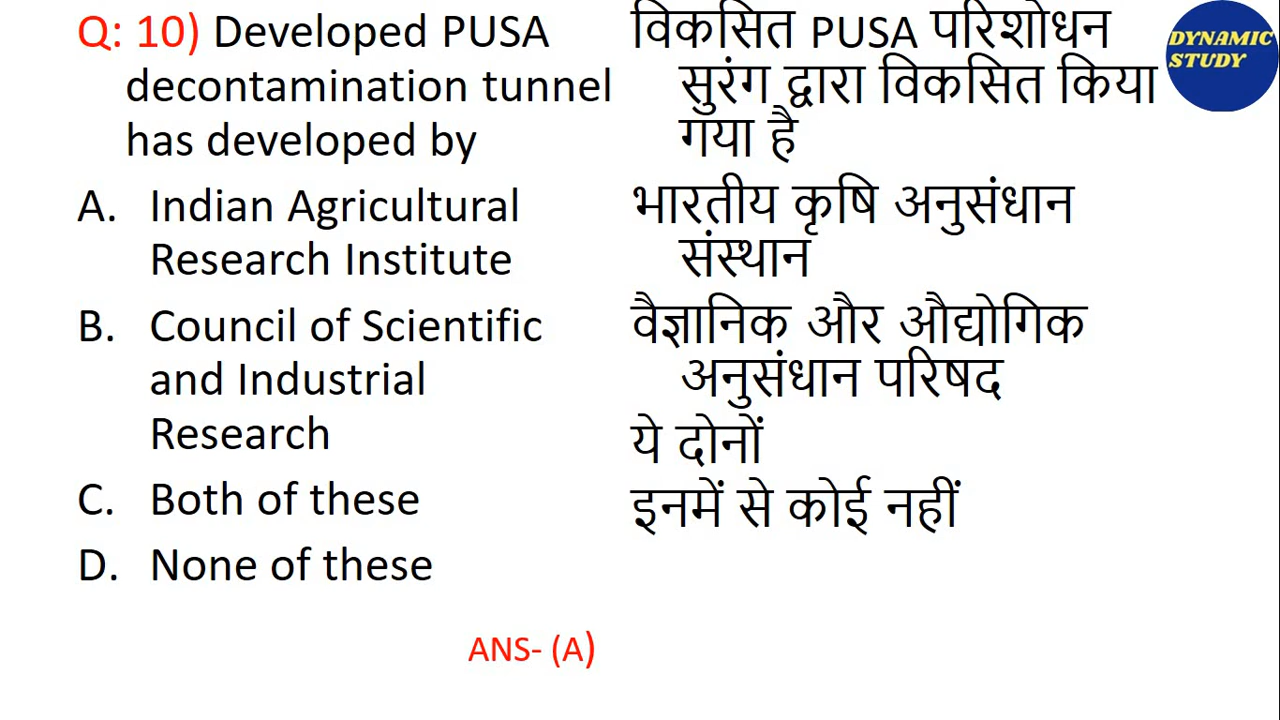 Q: 10) Developed PUSA
decontamination tunnel
has developed by
A. Indian Agricultural
Research Institute
B. Council of Scientific
and Industrial
Research
C. Both of these
D. None of these
विकसित PUSA परिशोधन
सुरंग द्वारा विकसित किया
गया है
भारतीय कृषि अनुसंधान
संस्थान
वैज्ञानिक और औद्योगिक
अनुसंधान परिषद
ये दोनों
इनमें से कोई नहीं
ANS- (A)
DYNAMIC
STUDY